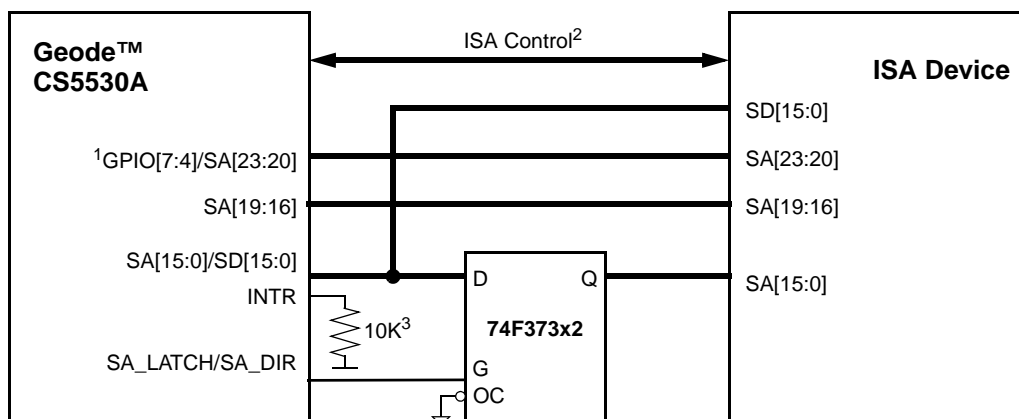 Geode™
CS5530A
ISA Control2
ISA Device
SD[15:0]
1GPIO[7:4]/SA[23:20]
SA[23:20]
SA[19:16]
SA[19:16]
SA[15:0]/SD[15:0]
D
Q
SA[15:0]
INTR
10K3
74F373x2
SA_LATCH/SA_DIR
G
OC